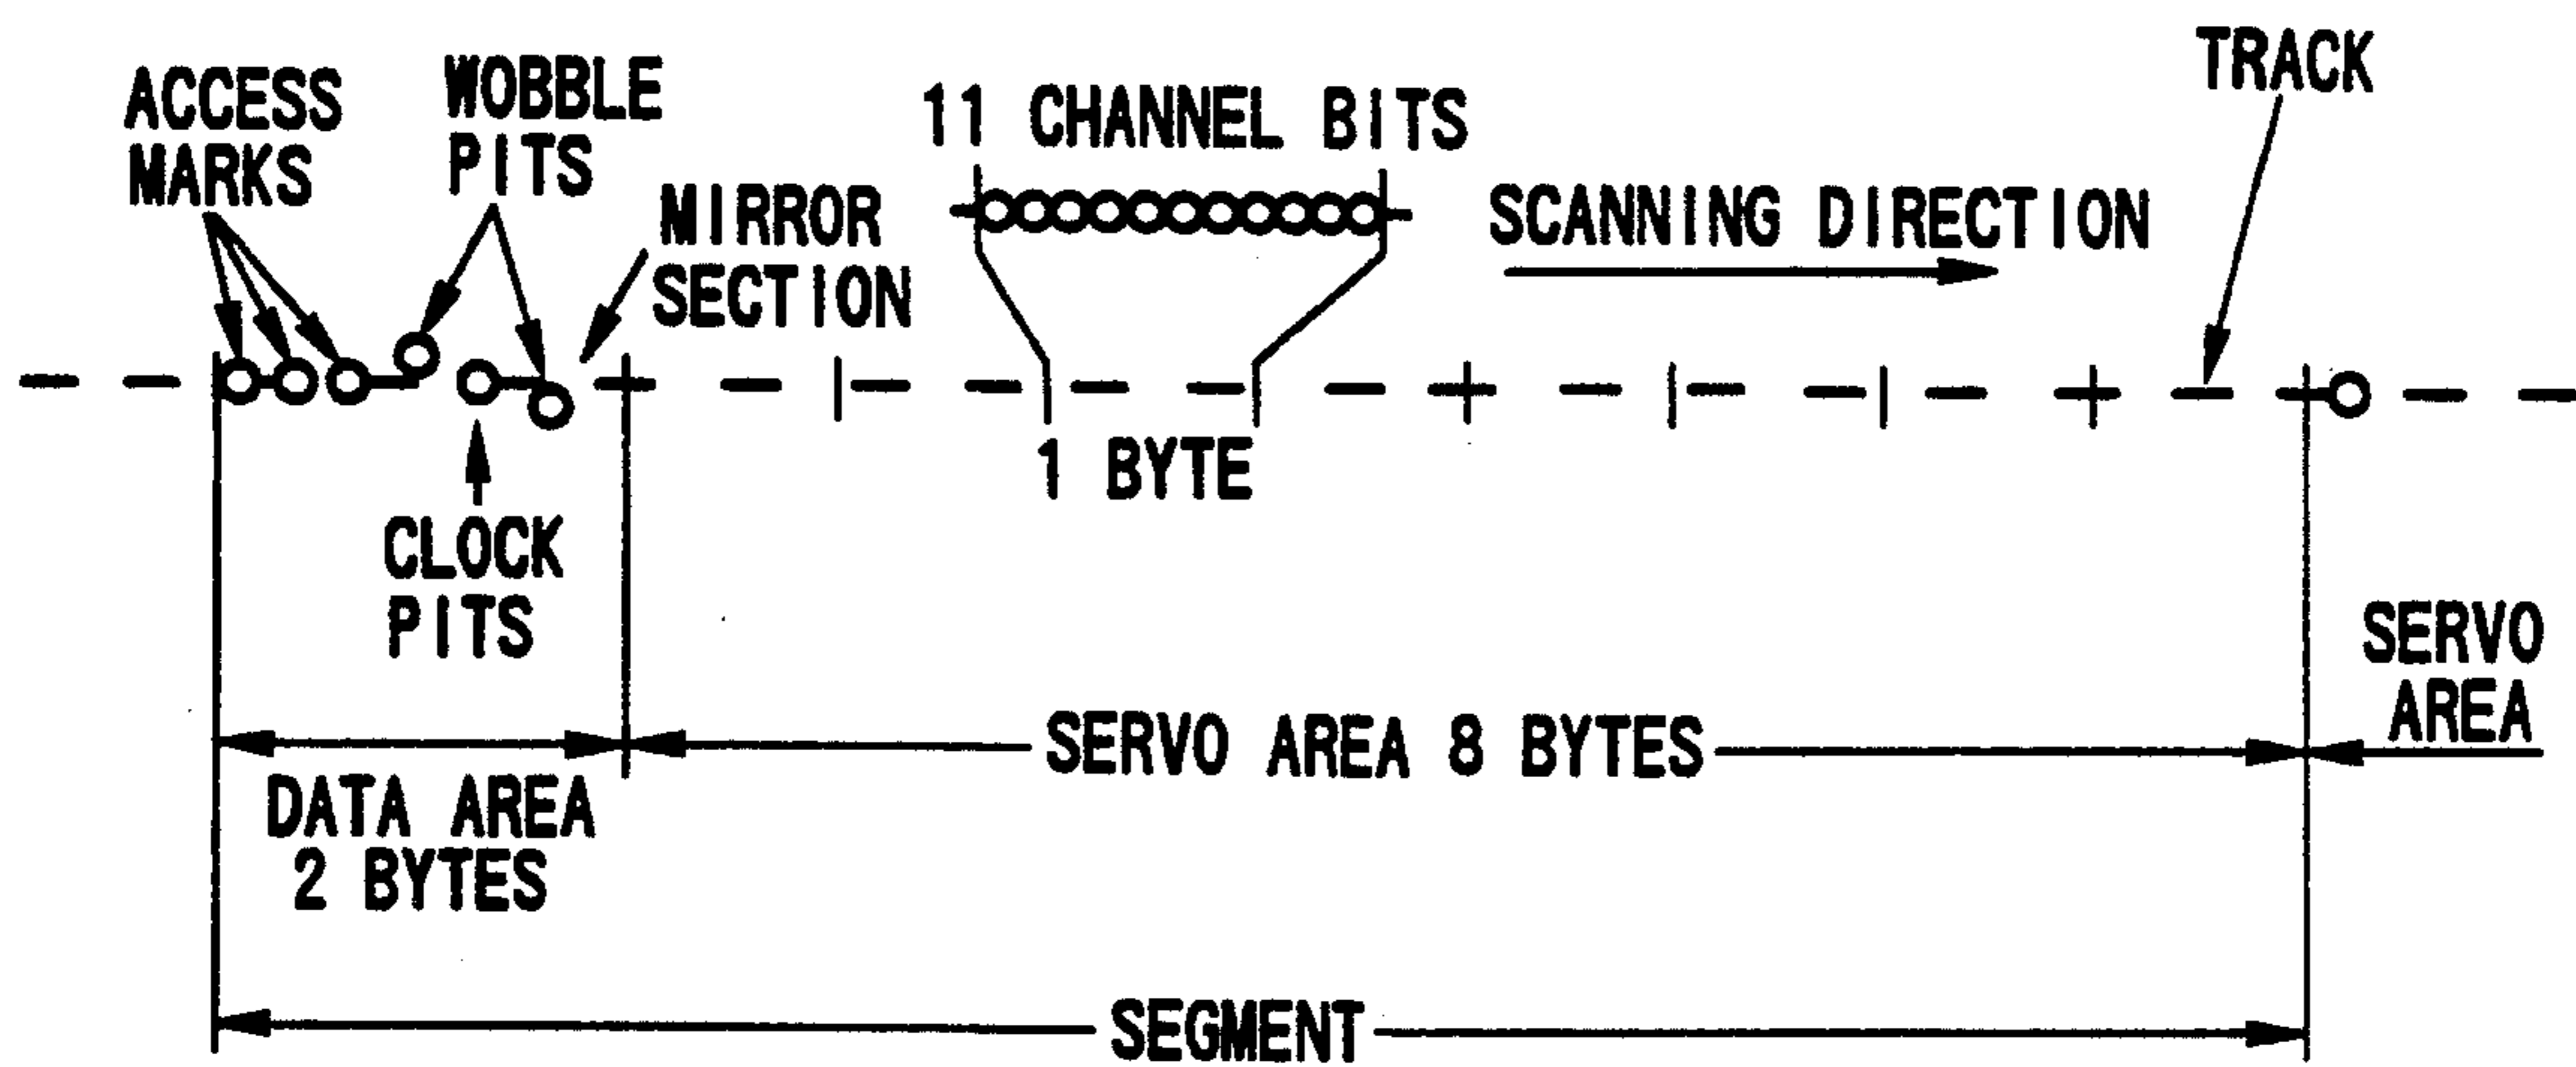 ACCESS
MARKS
WOBBLE
PITS
MIRROR
SECTION
11 CHANNEL BITS
SCANNING DIRECTION
TRACK
1 BYTE
CLOCK
PITS
SERVO
AREA
SERVO AREA 8 BYTES
DATA AREA
2 BYTES
SEGMENT